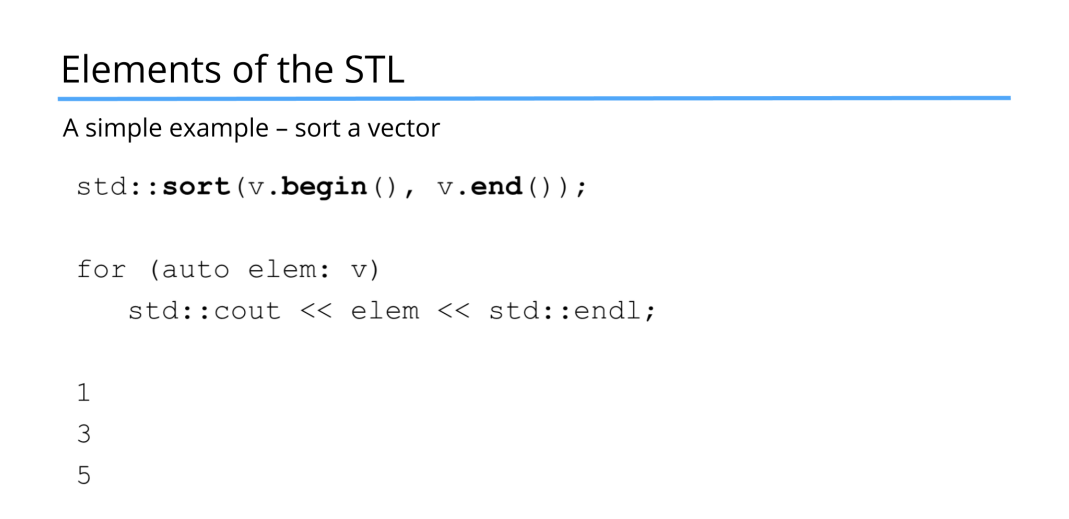 Elements of the STL
A simple example – sort a vector
std::sort(v.begin(), v.end());
for (auto elem: v)
std::cout << elem << std::endl;
1
3
5